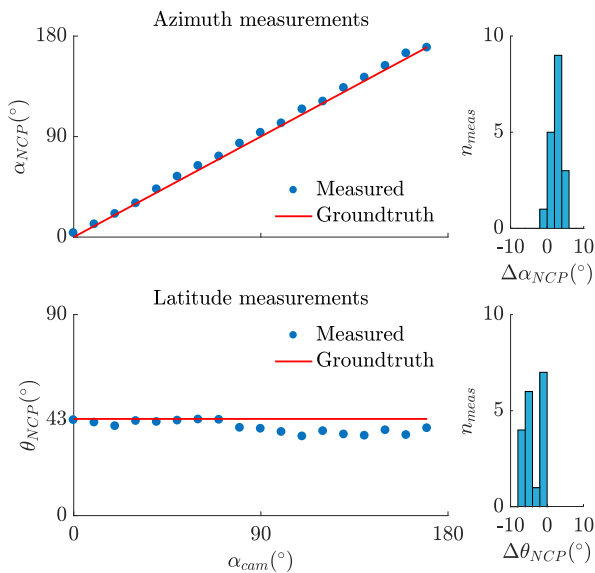 Azimuth measurements
180
90
0
α_NCP(°)
Measured
Groundtruth
10
5
0
n_meas
-10 0 10
Δα_NCP(°)
Latitude measurements
90
43
0
θ_NCP(°)
Measured
Groundtruth
0 90 180
α_cam(°)
10
5
0
n_meas
-10 0 10
Δθ_NCP(°)